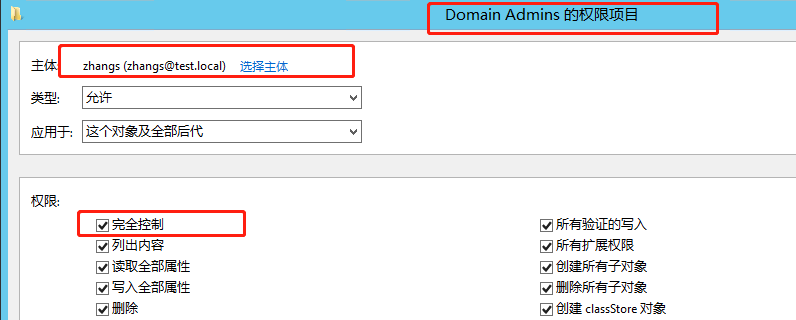 Domain Admins 的权限项目
主体: zhangs (zhangs@test.local) 选择主体
类型: 允许
应用于: 这个对象及全部后代
权限:
完全控制 所有验证的写入
列出内容 所有扩展权限
读取全部属性 创建所有子对象
写入全部属性 删除所有子对象
删除 创建 classStore 对象